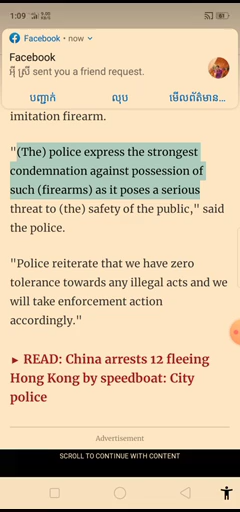 1:09
Facebook • now
Facebook
អ៊ី ស្រី sent you a friend request.
បញ្ជាក់ លុប មើលព័ត៌មាន...
imitation firearm.
"(The) police express the strongest
condemnation against possession of
such (firearms) as it poses a serious
threat to (the) safety of the public," said
the police.
"Police reiterate that we have zero
tolerance towards any illegal acts and we
will take enforcement action
accordingly."
► READ: China arrests 12 fleeing
Hong Kong by speedboat: City
police
Advertisement
SCROLL TO CONTINUE WITH CONTENT